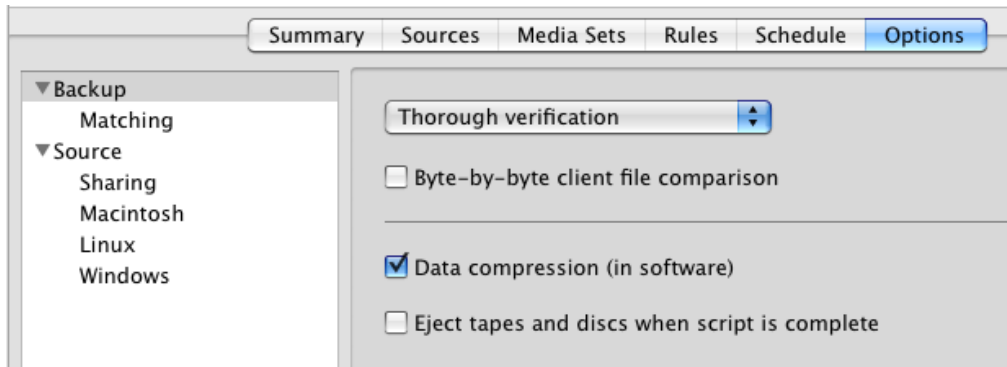 Summary Sources Media Sets Rules Schedule Options
Backup
Matching
Source
Sharing
Macintosh
Linux
Windows
Thorough verification
Byte-by-byte client file comparison
Data compression (in software)
Eject tapes and discs when script is complete